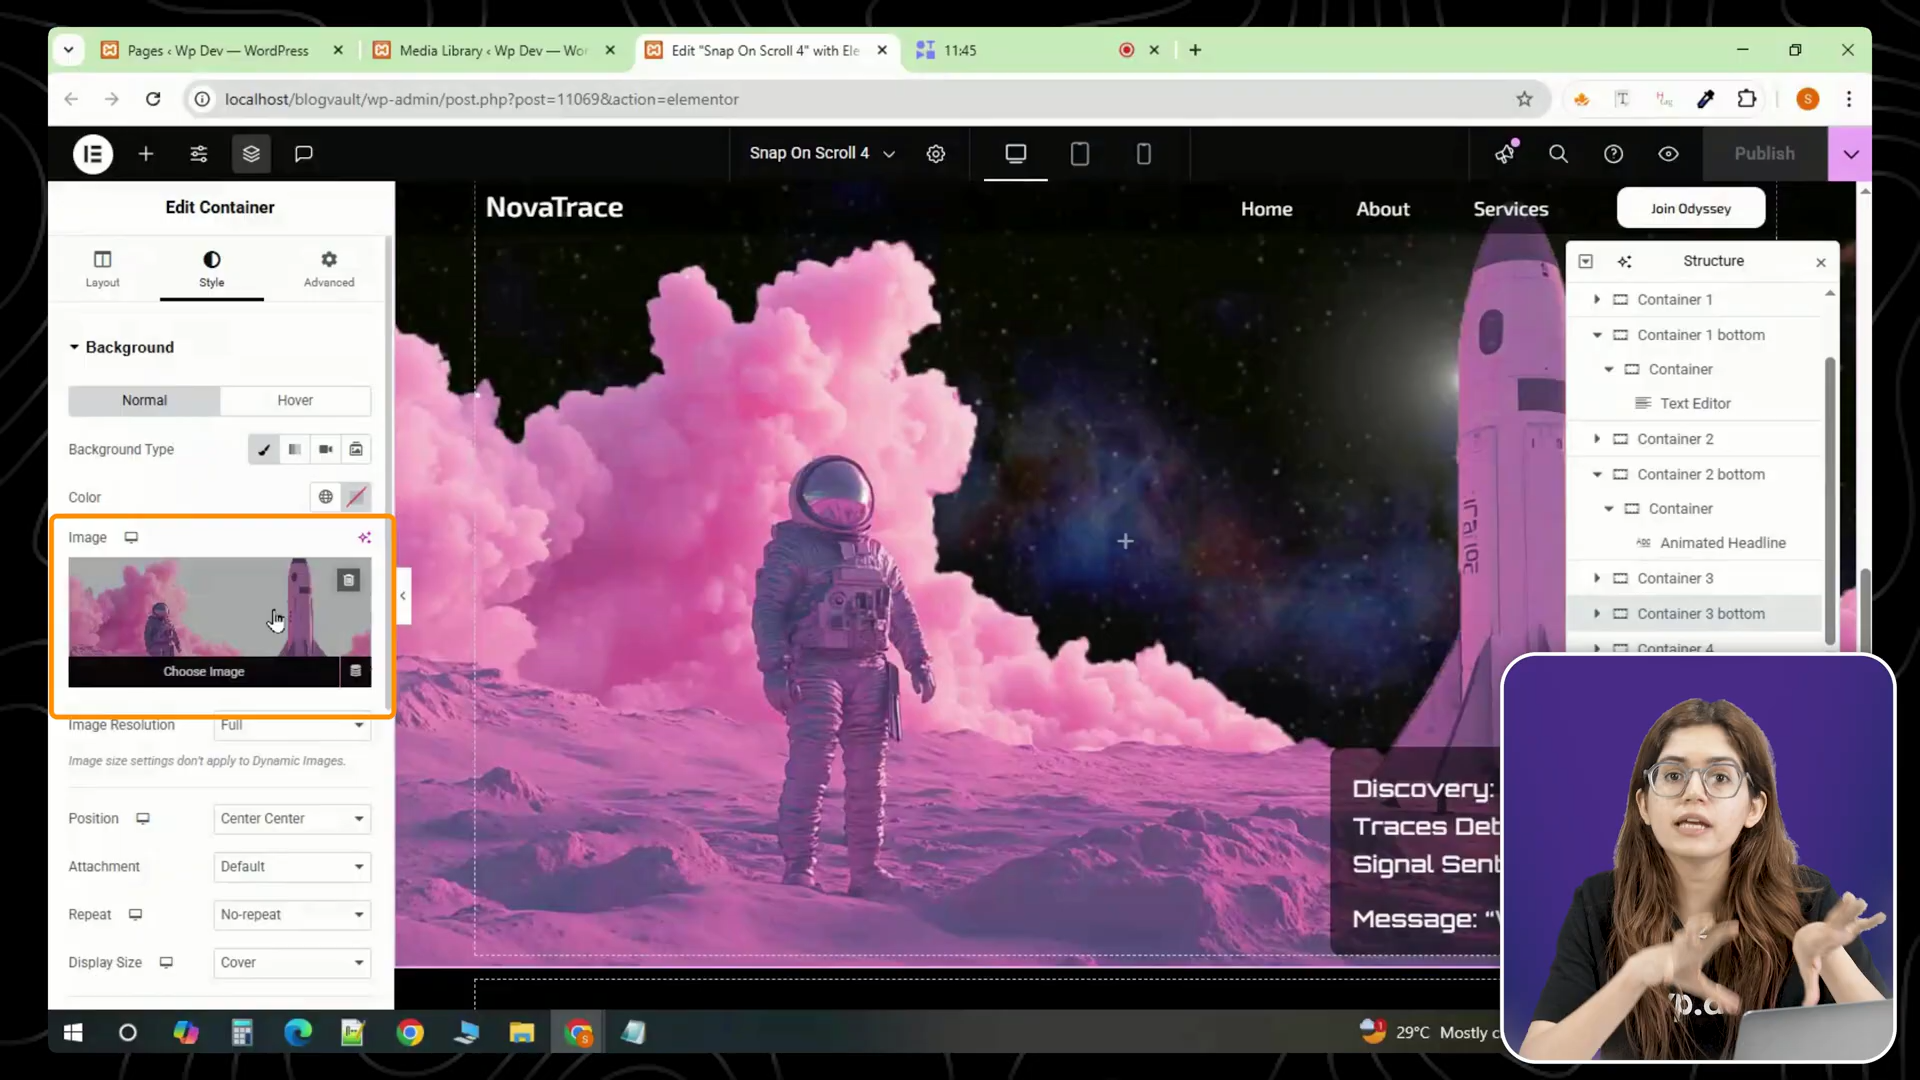 Pages ‹ Wp Dev — WordPress
Media Library ‹ Wp Dev — Wor
Edit "Snap On Scroll 4" with Ele
11:45
localhost/blogvault/wp-admin/post.php?post=11069&action=elementor
S
Snap On Scroll 4
Publish
Edit Container
Layout
Style
Advanced
Background
Normal
Hover
Background Type
Color
Image
Choose Image
Image Resolution
Full
Image size settings don't apply to Dynamic Images.
Position
Center Center
Attachment
Default
Repeat
No-repeat
Display Size
Cover
NovaTrace
Home
About
Services
Join Odyssey
Structure
Container 1
Container 1 bottom
Container
Text Editor
Container 2
Container 2 bottom
Container
Animated Headline
Container 3
Container 3 bottom
Container 4
Discovery:
Traces Det
Signal Sent
Message: “
29°C Mostly c